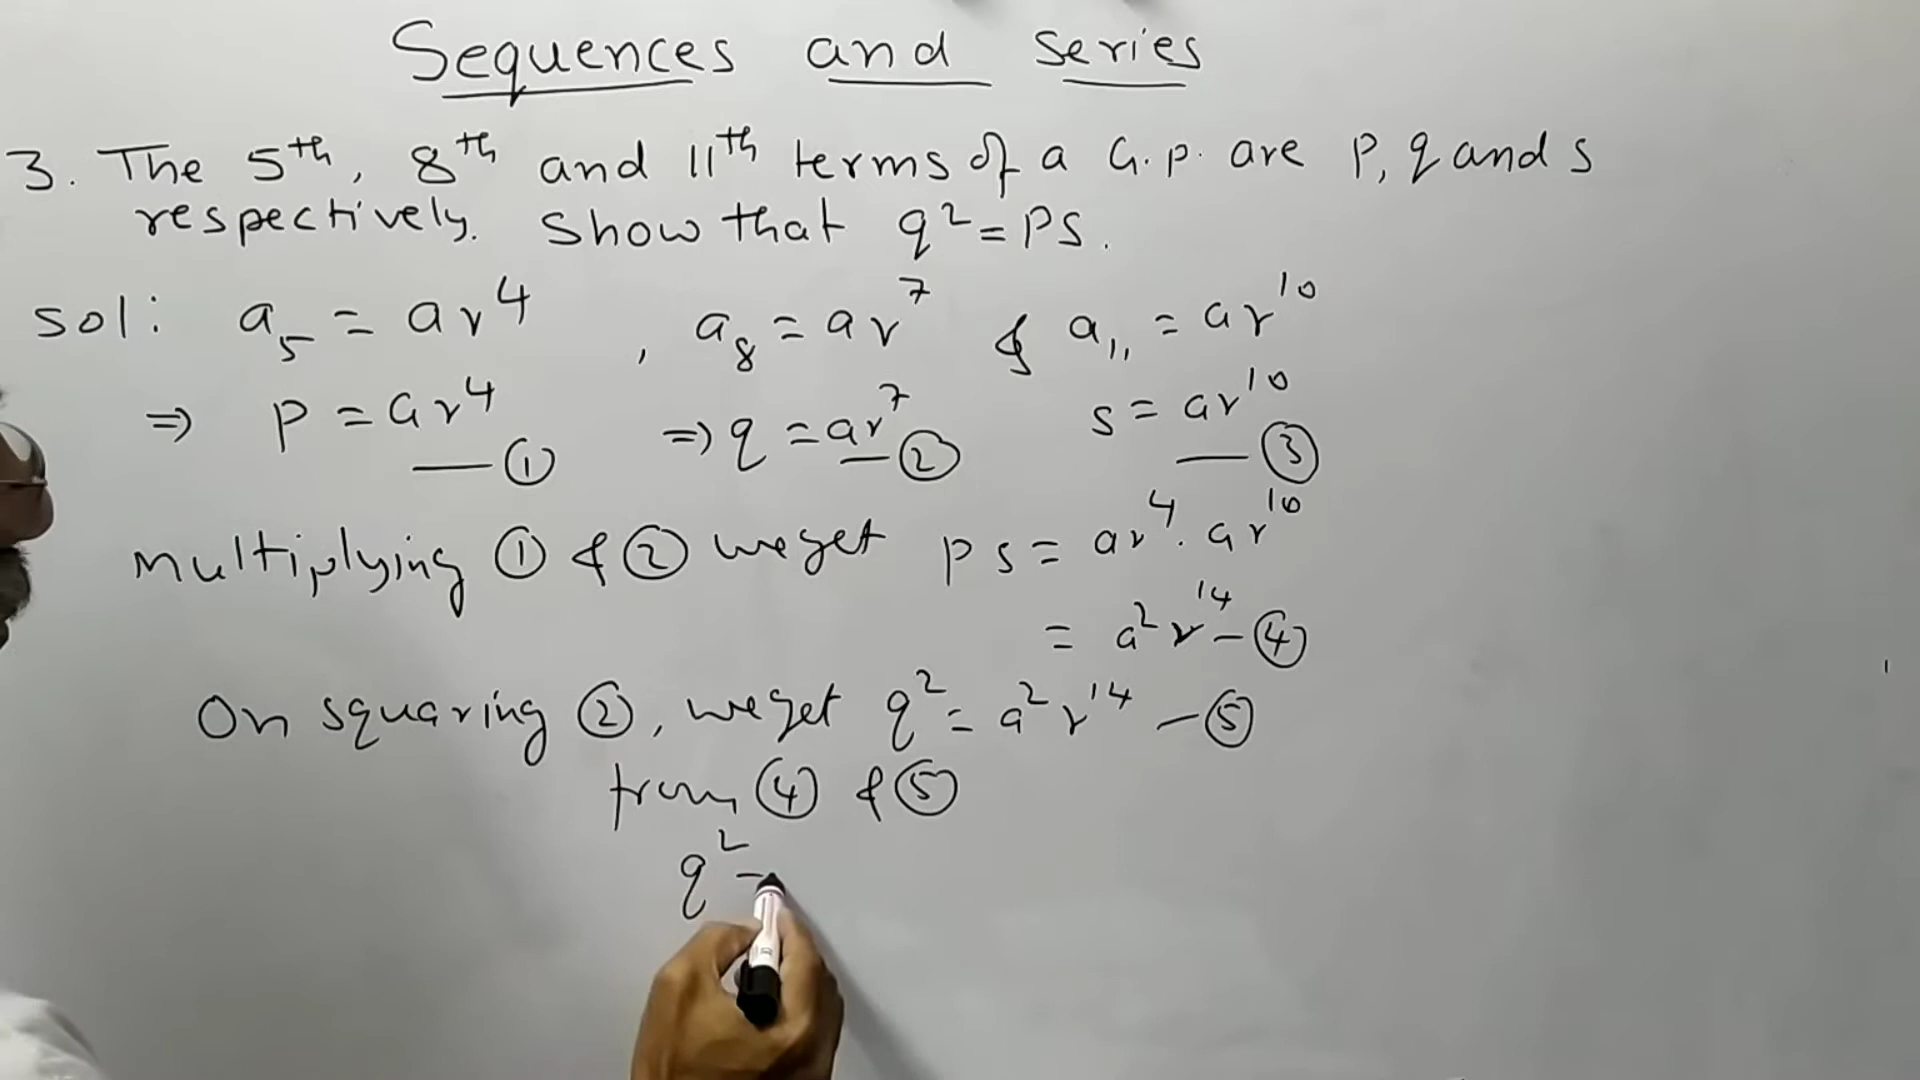 Sequences and series
3. The 5th, 8th and 11th terms of a G.p. are P, q and s
respectively. Show that q² = PS.
Sol: a₅ = ar⁴, a₈ = ar⁷ & a₁₁ = ar¹⁰
⇒ P = ar⁴ —① ⇒ q = ar⁷ —② s = ar¹⁰ —③
Multiplying ① & ② we get ps = ar⁴ . ar¹⁰
= a²r¹⁴ - ④
On squaring ②, we get q² = a²r¹⁴ - ⑤
from ④ & ⑤
q² -